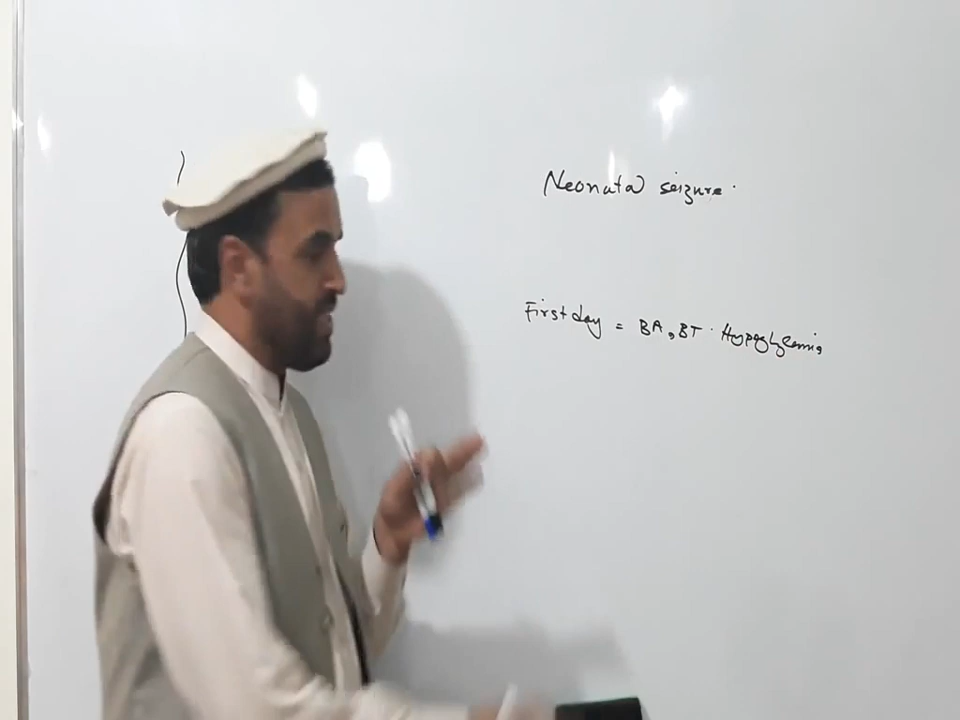 Neonatal seizure.
First day = BA, BT. Hypoglycemia,